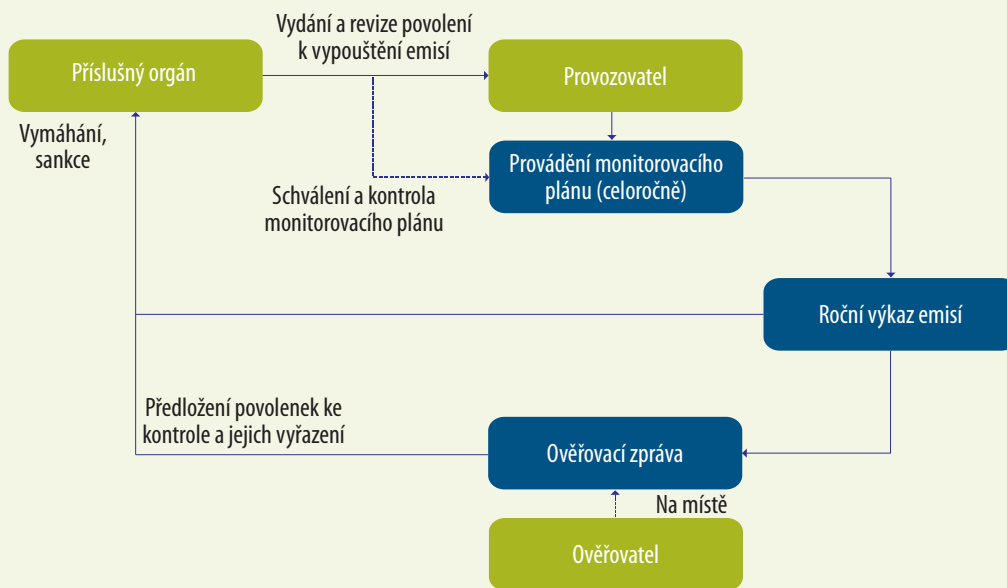 Vydání a revize povolení
k vypouštění emisí
Příslušný orgán
Provozovatel
Vymáhání,
sankce
Provádění monitorovacího
plánu (celoročně)
Schválení a kontrola
monitorovacího plánu
Roční výkaz emisí
Předložení povolenek ke
kontrole a jejich vyřazení
Ověřovací zpráva
Na místě
Ověřovatel